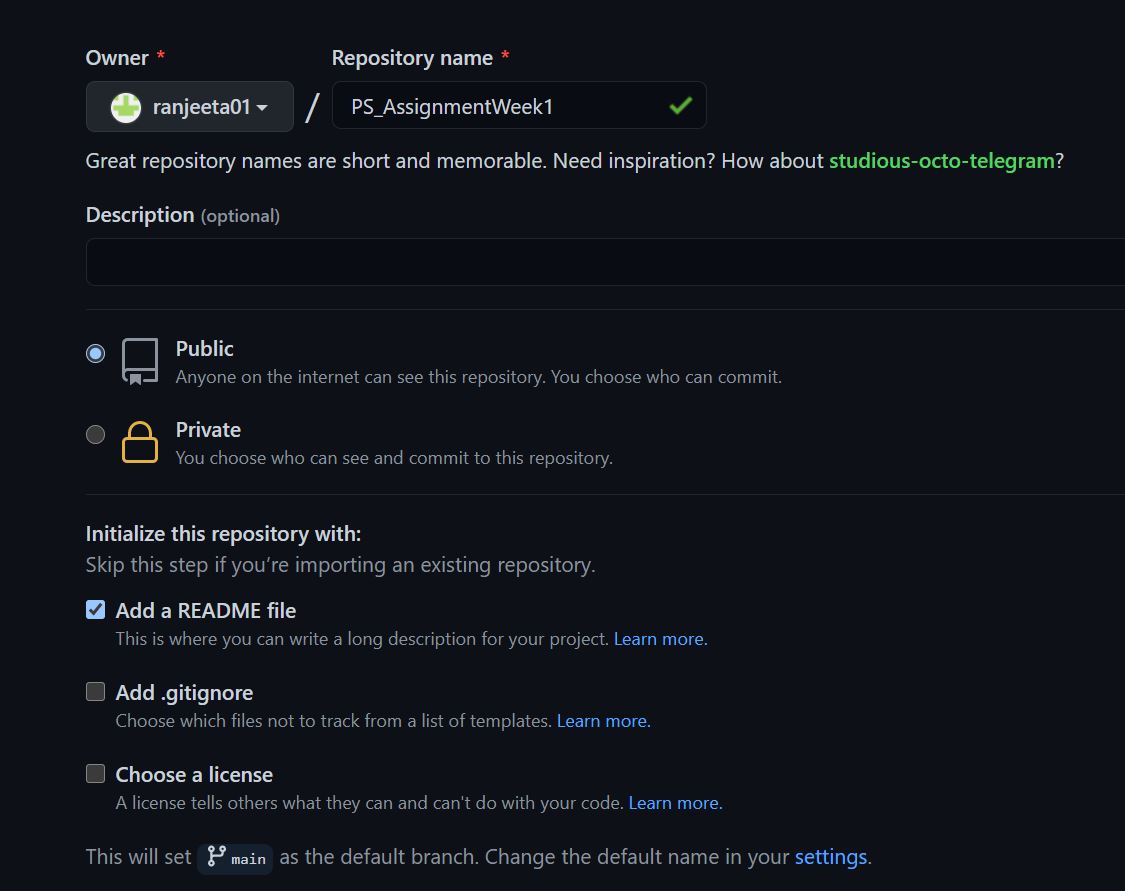 Owner * Repository name *
ranjeeta01 / PS_AssignmentWeek1
Great repository names are short and memorable. Need inspiration? How about studious-octo-telegram?
Description (optional)
Public
Anyone on the internet can see this repository. You choose who can commit.
Private
You choose who can see and commit to this repository.
Initialize this repository with:
Skip this step if you’re importing an existing repository.
Add a README file
This is where you can write a long description for your project. Learn more.
Add .gitignore
Choose which files not to track from a list of templates. Learn more.
Choose a license
A license tells others what they can and can't do with your code. Learn more.
This will set main as the default branch. Change the default name in your settings.